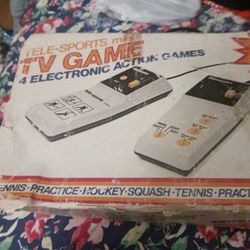 TELE-SPORTS mini
TV GAME
4 ELECTRONIC ACTION GAMES
TENNIS·PRACTICE·HOCKEY·SQUASH·TENNIS·PRACT